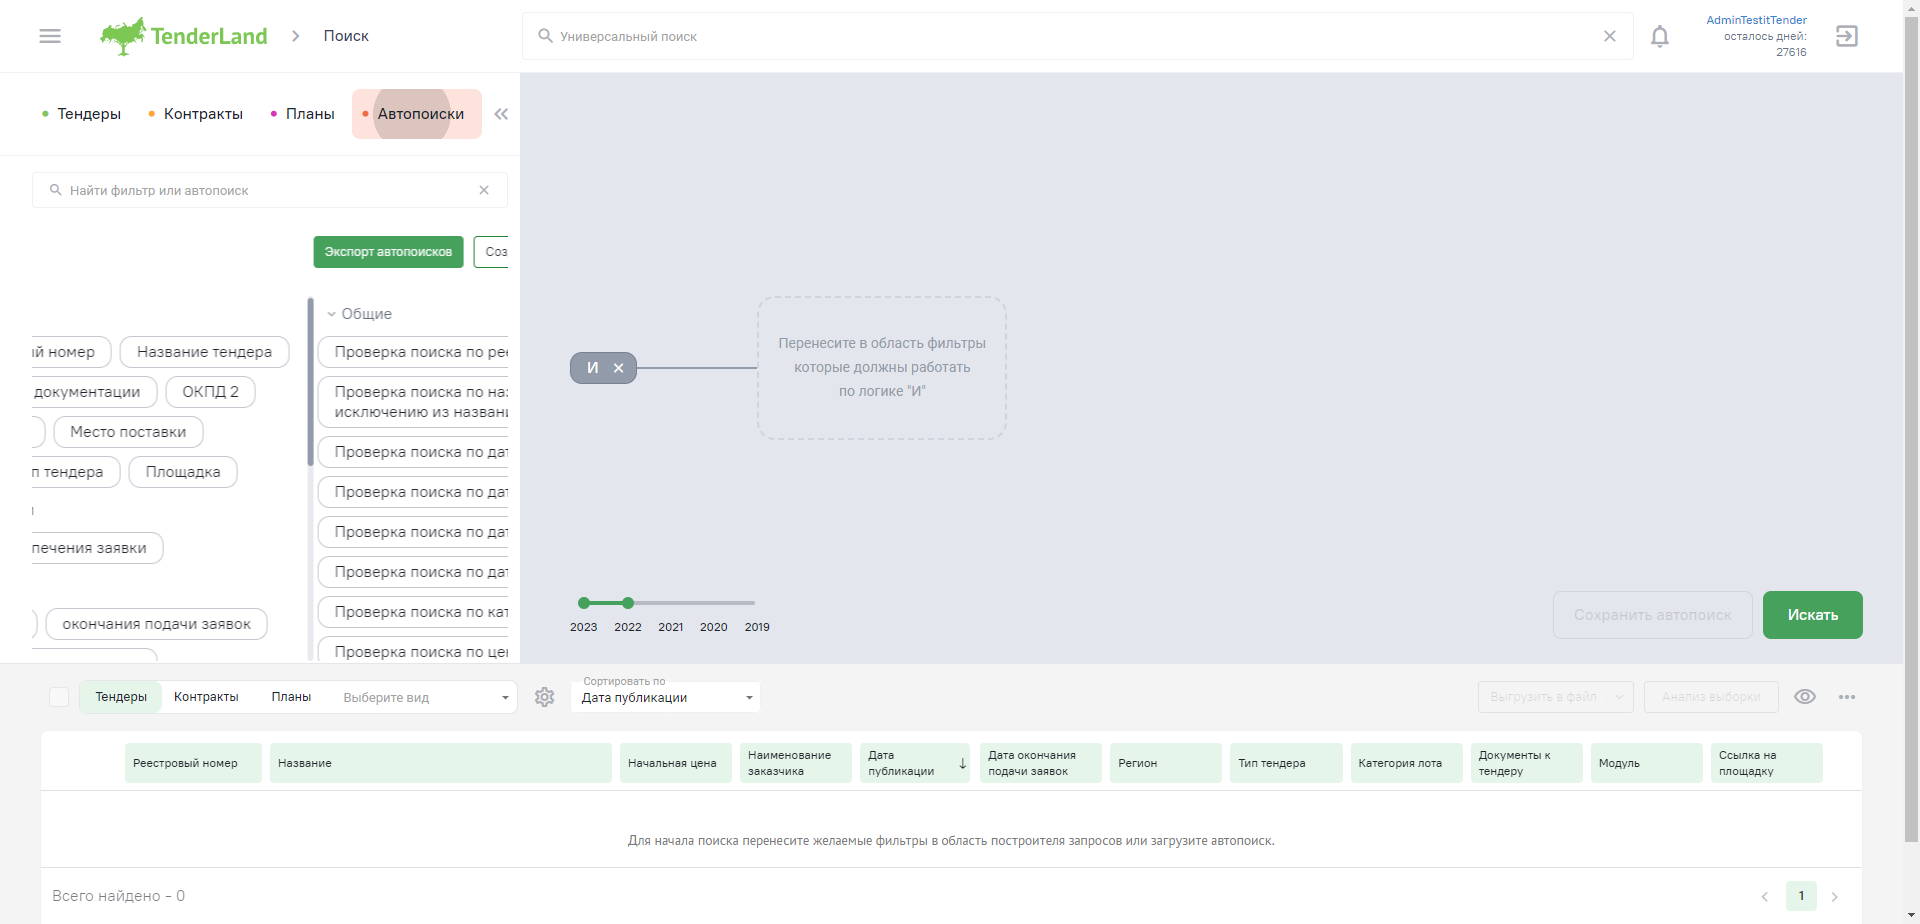 TenderLand
Поиск
Универсальный поиск
AdminTestitTender
осталось дней:
27616
Тендеры
Контракты
Планы
Автопоиски
Найти фильтр или автопоиск
Экспорт автопоисков
Соз
Общие
й номер
Название тендера
Проверка поиска по ре
документации
ОКПД 2
Проверка поиска по на
исключению из назван
Место поставки
Проверка поиска по да
п тендера
Площадка
Проверка поиска по да
Проверка поиска по да
печения заявки
Проверка поиска по да
окончания подачи заявок
Проверка поиска по ка
Проверка поиска по це
И
Перенесите в область фильтры
которые должны работать
по логике "И"
2023
2022
2021
2020
2019
Сохранить автопоиск
Искать
Тендеры
Контракты
Планы
Выберите вид
Сортировать по
Дата публикации
Выгрузить в файл
Анализ выборки
Реестровый номер
Название
Начальная цена
Наименование
заказчика
Дата
публикации
Дата окончания
подачи заявок
Регион
Тип тендера
Категория лота
Документы к
тендеру
Модуль
Ссылка на
площадку
Для начала поиска перенесите желаемые фильтры в область построителя запросов или загрузите автопоиск.
Всего найдено - 0
1